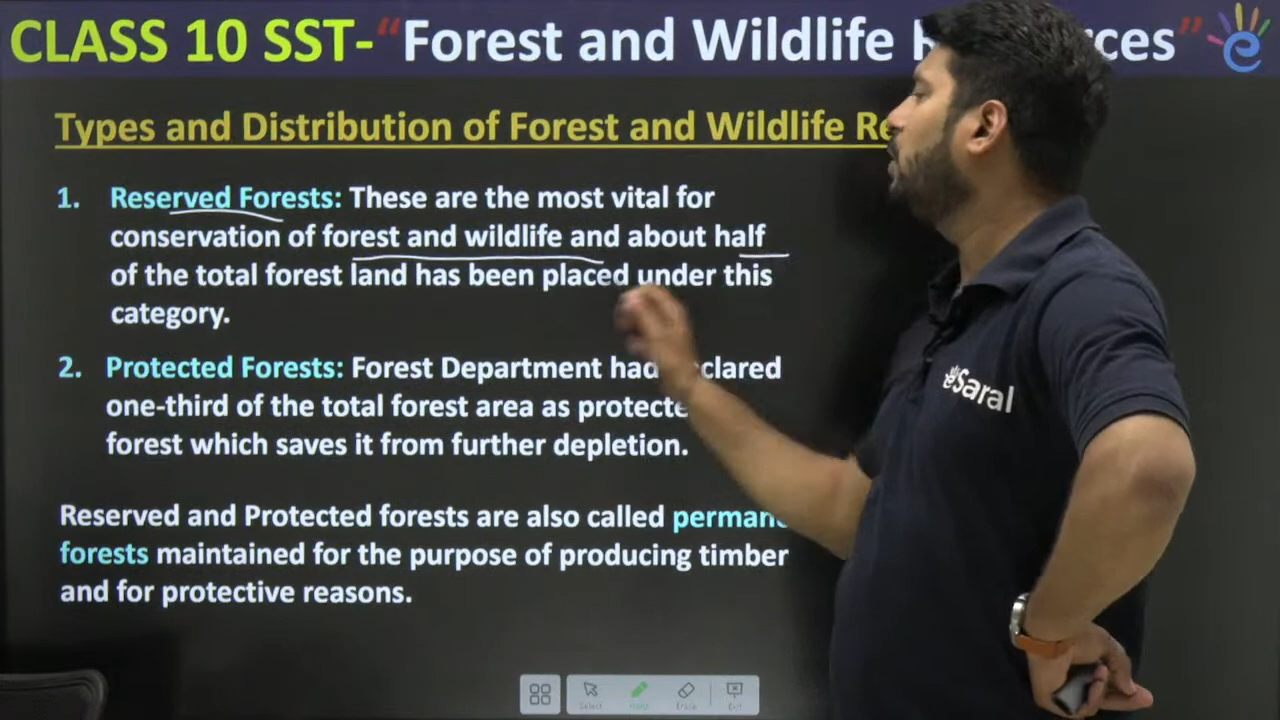 CLASS 10 SST-"Forest and Wildlife
Types and Distribution of Forest and Wildlife
1. Reserved Forests: These are the most vital for
conservation of forest and wildlife and about half
of the total forest land has been placed under this
category.
2. Protected Forests: Forest Department had
one-third of the total forest area as
forest which saves it from further depletion.
Reserved and Protected forests are also called
forests maintained for the purpose of producing timber
and for protective reasons.
eSaral
Select
Erase
Exit